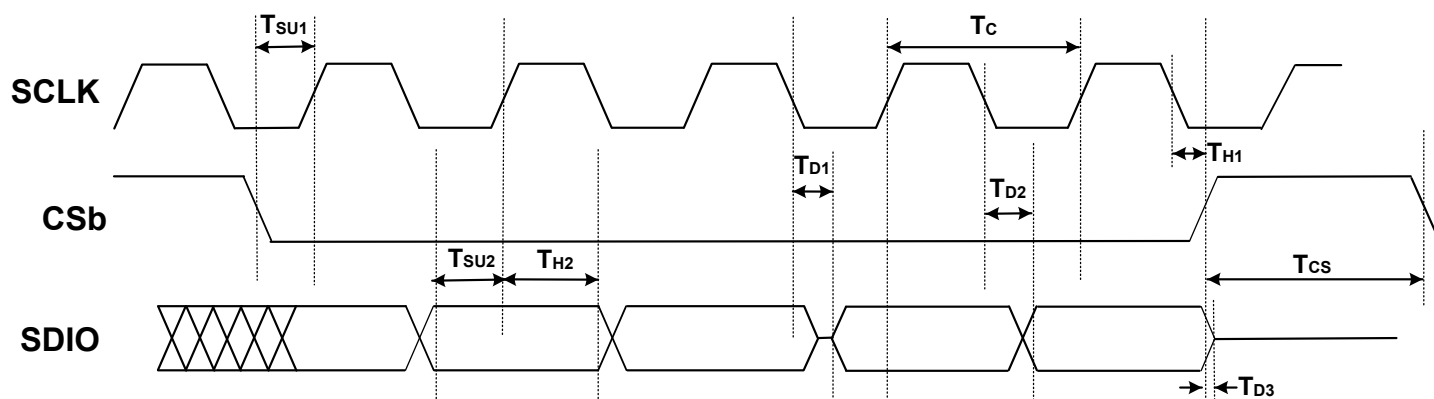 TSU1
TC
SCLK
TD1
TH1
TD2
CSb
TSU2
TH2
TCS
SDIO
TD3